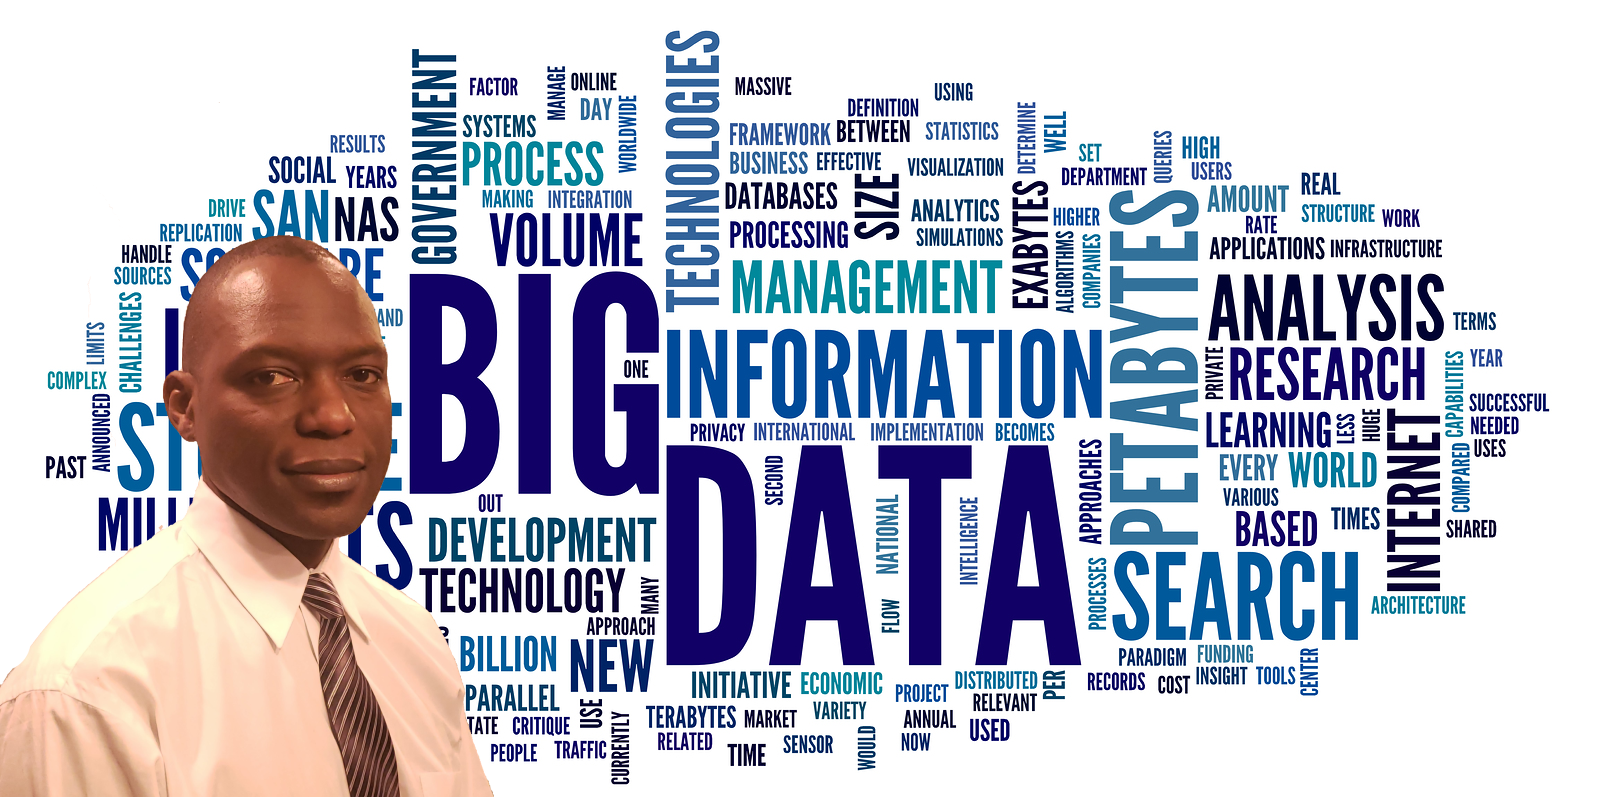 GOVERNMENT
FACTOR
MANAGE
ONLINE
DAY
WORLDWIDE
SYSTEMS
PROCESS
MAKING
INTEGRATION
VOLUME
RESULTS
SOCIAL
YEARS
DRIVE
SAN
NAS
REPLICATION
HANDLE
SOURCES
CHALLENGES
LIMITS
COMPLEX
ANNOUNCED
PAST
AND
BIG
ONE
TECHNOLOGIES
MASSIVE
USING
DEFINITION
FRAMEWORK
BETWEEN
STATISTICS
BUSINESS
EFFECTIVE
VISUALIZATION
DATABASES
SIZE
ANALYTICS
PROCESSING
SIMULATIONS
MANAGEMENT
DETERMINE
WELL
EXABYTES
HIGHER
ALGORITHMS
COMPANIES
SET
DEPARTMENT
QUERIES
HIGH
USERS
PETABYTES
AMOUNT
REAL
RATE
STRUCTURE
WORK
APPLICATIONS
INFRASTRUCTURE
ANALYSIS
TERMS
INFORMATION
PRIVATE
RESEARCH
YEAR
CAPABILITIES
PRIVACY
INTERNATIONAL
IMPLEMENTATION
BECOMES
LEARNING
LESS
HUGE
INTERNET
SUCCESSFUL
NEEDED
USES
COMPARED
EVERY
WORLD
VARIOUS
BASED
TIMES
SHARED
DATA
SECOND
NATIONAL
FLOW
INTELLIGENCE
APPROACHES
PROCESSES
SEARCH
ARCHITECTURE
OUT
DEVELOPMENT
TECHNOLOGY
MANY
APPROACH
BILLION
NEW
PARALLEL
USE
CRITIQUE
PEOPLE
TRAFFIC
CURRENTLY
INITIATIVE
ECONOMIC
PROJECT
DISTRIBUTED
PER
RELEVANT
TERABYTES
MARKET
VARIETY
ANNUAL
USED
RELATED
TIME
SENSOR
WOULD
NOW
PARADIGM
FUNDING
RECORDS
COST
INSIGHT
TOOLS
CENTER